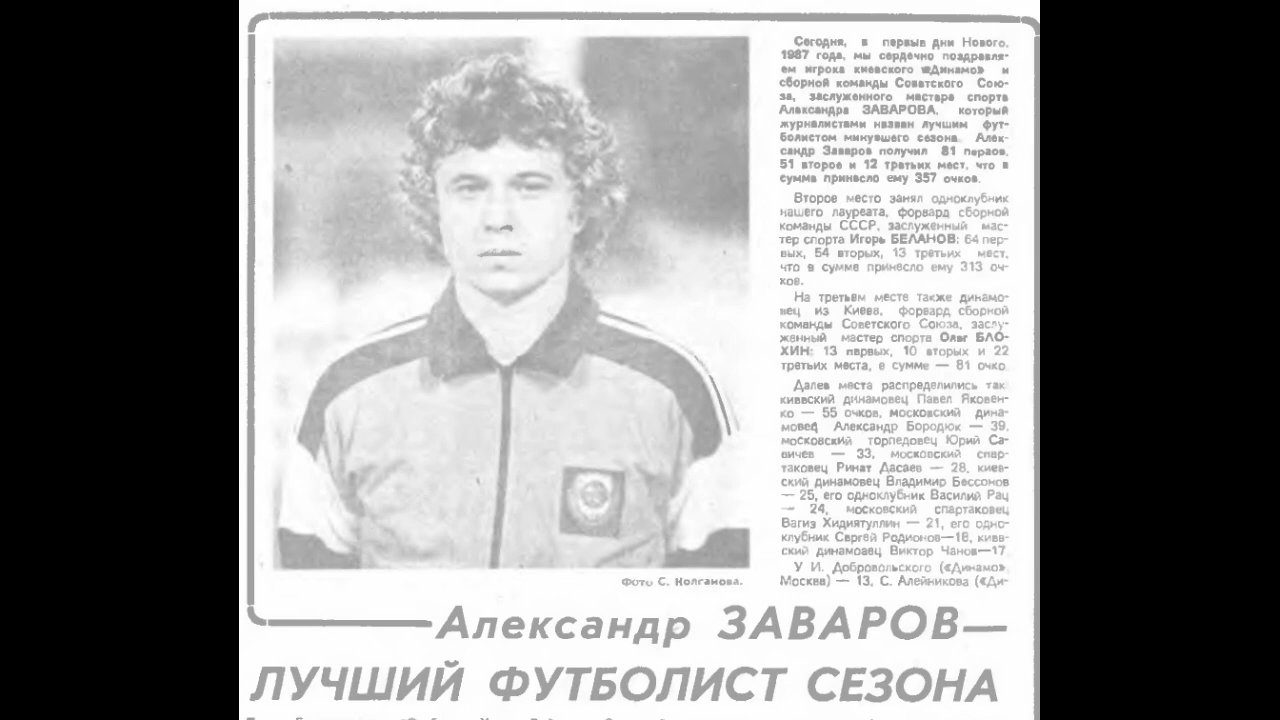 Сегодня, в первые дни Нового,
1987 года, мы сердечно поздравля-
ем игрока киевского «Динамо» и
сборной команды Советского Сою-
за, заслуженного мастера спорта
Александра ЗАВАРОВА, который
журналистами назван лучшим фут-
болистом минувшего сезона. Алек-
сандр Заваров получил 81 первое,
51 второе и 12 третьих мест, что в
сумме принесло ему 357 очков.
Второе место занял одноклубник
нашего лауреата, форвард сборной
команды СССР, заслуженный мас-
тер спорта Игорь БЕЛАНОВ: 64 пер-
вых, 54 вторых, 13 третьих мест,
что в сумме принесло ему 313 оч-
ков.
На третьем месте также динамо-
вец из Киева, форвард сборной
команды Советского Союза, заслу-
женный мастер спорта Олег БЛО-
ХИН: 13 первых, 10 вторых и 22
третьих места, в сумме — 81 очко
Далее места распределились так:
киевский динамовец Павел Яковен-
ко — 55 очков, московский дина-
мовец Александр Бородюк — 39,
московский торпедовец Юрий Са-
вичев — 33, московский спар-
таковец Ринат Дасаев — 28, киев-
ский динамовец Владимир Бессонов
— 25, его одноклубник Василий Рац
— 24, московский спартаковец
Вагиз Хидиятуллин — 21, его одно-
клубник Сергей Родионов—18, киев-
ский динамовец Виктор Чанов—17.
У И. Добровольского («Динамо»,
Москва) — 13, С. Алейникова («Ди-
Фото С. Колганова.
Александр ЗАВАРОВ—
ЛУЧШИЙ ФУТБОЛИСТ СЕЗОНА